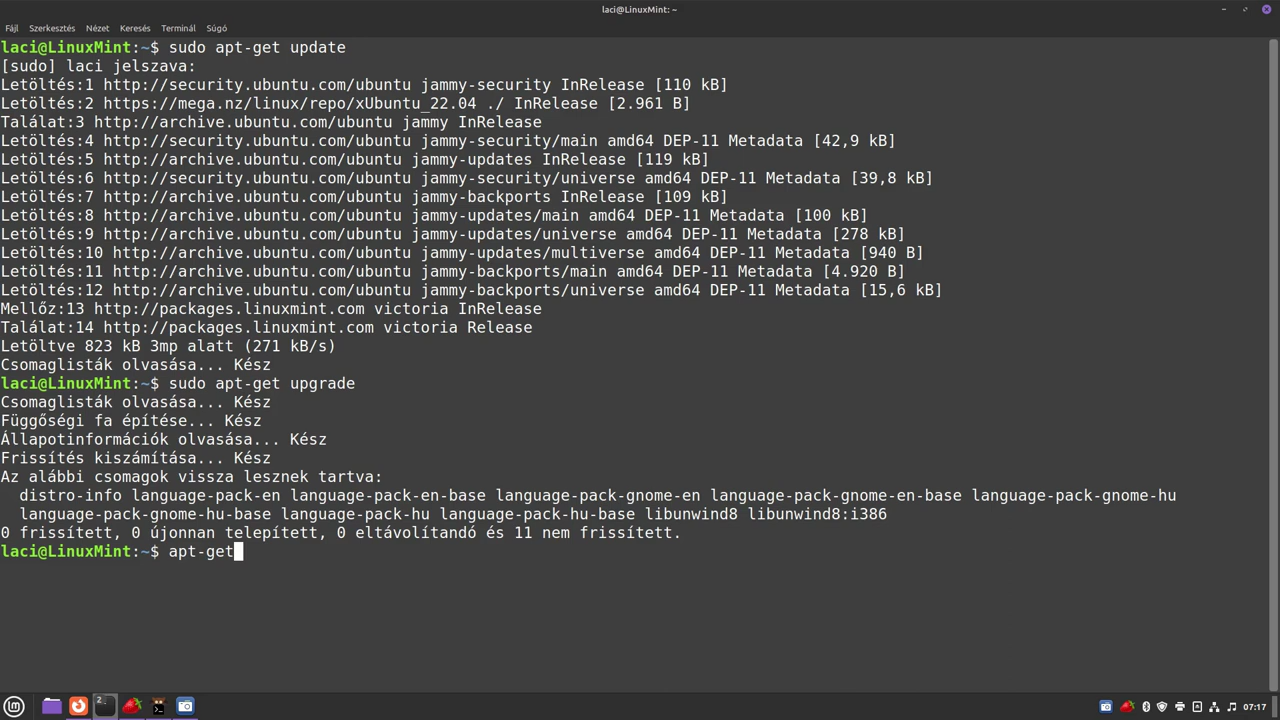 laci@LinuxMint: ~
Fájl Szerkesztés Nézet Keresés Terminál Súgó
laci@LinuxMint:~$ sudo apt-get update
[sudo] laci jelszava:
Letöltés:1 http://security.ubuntu.com/ubuntu jammy-security InRelease [110 kB]
Letöltés:2 https://mega.nz/linux/repo/xUbuntu_22.04 ./ InRelease [2.961 B]
Találat:3 http://archive.ubuntu.com/ubuntu jammy InRelease
Letöltés:4 http://security.ubuntu.com/ubuntu jammy-security/main amd64 DEP-11 Metadata [42,9 kB]
Letöltés:5 http://archive.ubuntu.com/ubuntu jammy-updates InRelease [119 kB]
Letöltés:6 http://security.ubuntu.com/ubuntu jammy-security/universe amd64 DEP-11 Metadata [39,8 kB]
Letöltés:7 http://archive.ubuntu.com/ubuntu jammy-backports InRelease [109 kB]
Letöltés:8 http://archive.ubuntu.com/ubuntu jammy-updates/main amd64 DEP-11 Metadata [100 kB]
Letöltés:9 http://archive.ubuntu.com/ubuntu jammy-updates/universe amd64 DEP-11 Metadata [278 kB]
Letöltés:10 http://archive.ubuntu.com/ubuntu jammy-updates/multiverse amd64 DEP-11 Metadata [940 B]
Letöltés:11 http://archive.ubuntu.com/ubuntu jammy-backports/main amd64 DEP-11 Metadata [4.920 B]
Letöltés:12 http://archive.ubuntu.com/ubuntu jammy-backports/universe amd64 DEP-11 Metadata [15,6 kB]
Mellőz:13 http://packages.linuxmint.com victoria InRelease
Találat:14 http://packages.linuxmint.com victoria Release
Letöltve 823 kB 3mp alatt (271 kB/s)
Csomaglisták olvasása... Kész
laci@LinuxMint:~$ sudo apt-get upgrade
Csomaglisták olvasása... Kész
Függőségi fa építése... Kész
Állapotinformációk olvasása... Kész
Frissítés kiszámítása... Kész
Az alábbi csomagok vissza lesznek tartva:
distro-info language-pack-en language-pack-en-base language-pack-gnome-en language-pack-gnome-en-base language-pack-gnome-hu
language-pack-gnome-hu-base language-pack-hu language-pack-hu-base libunwind8 libunwind8:i386
0 frissített, 0 újonnan telepített, 0 eltávolítandó és 11 nem frissített.
laci@LinuxMint:~$ apt-get
2
07:17